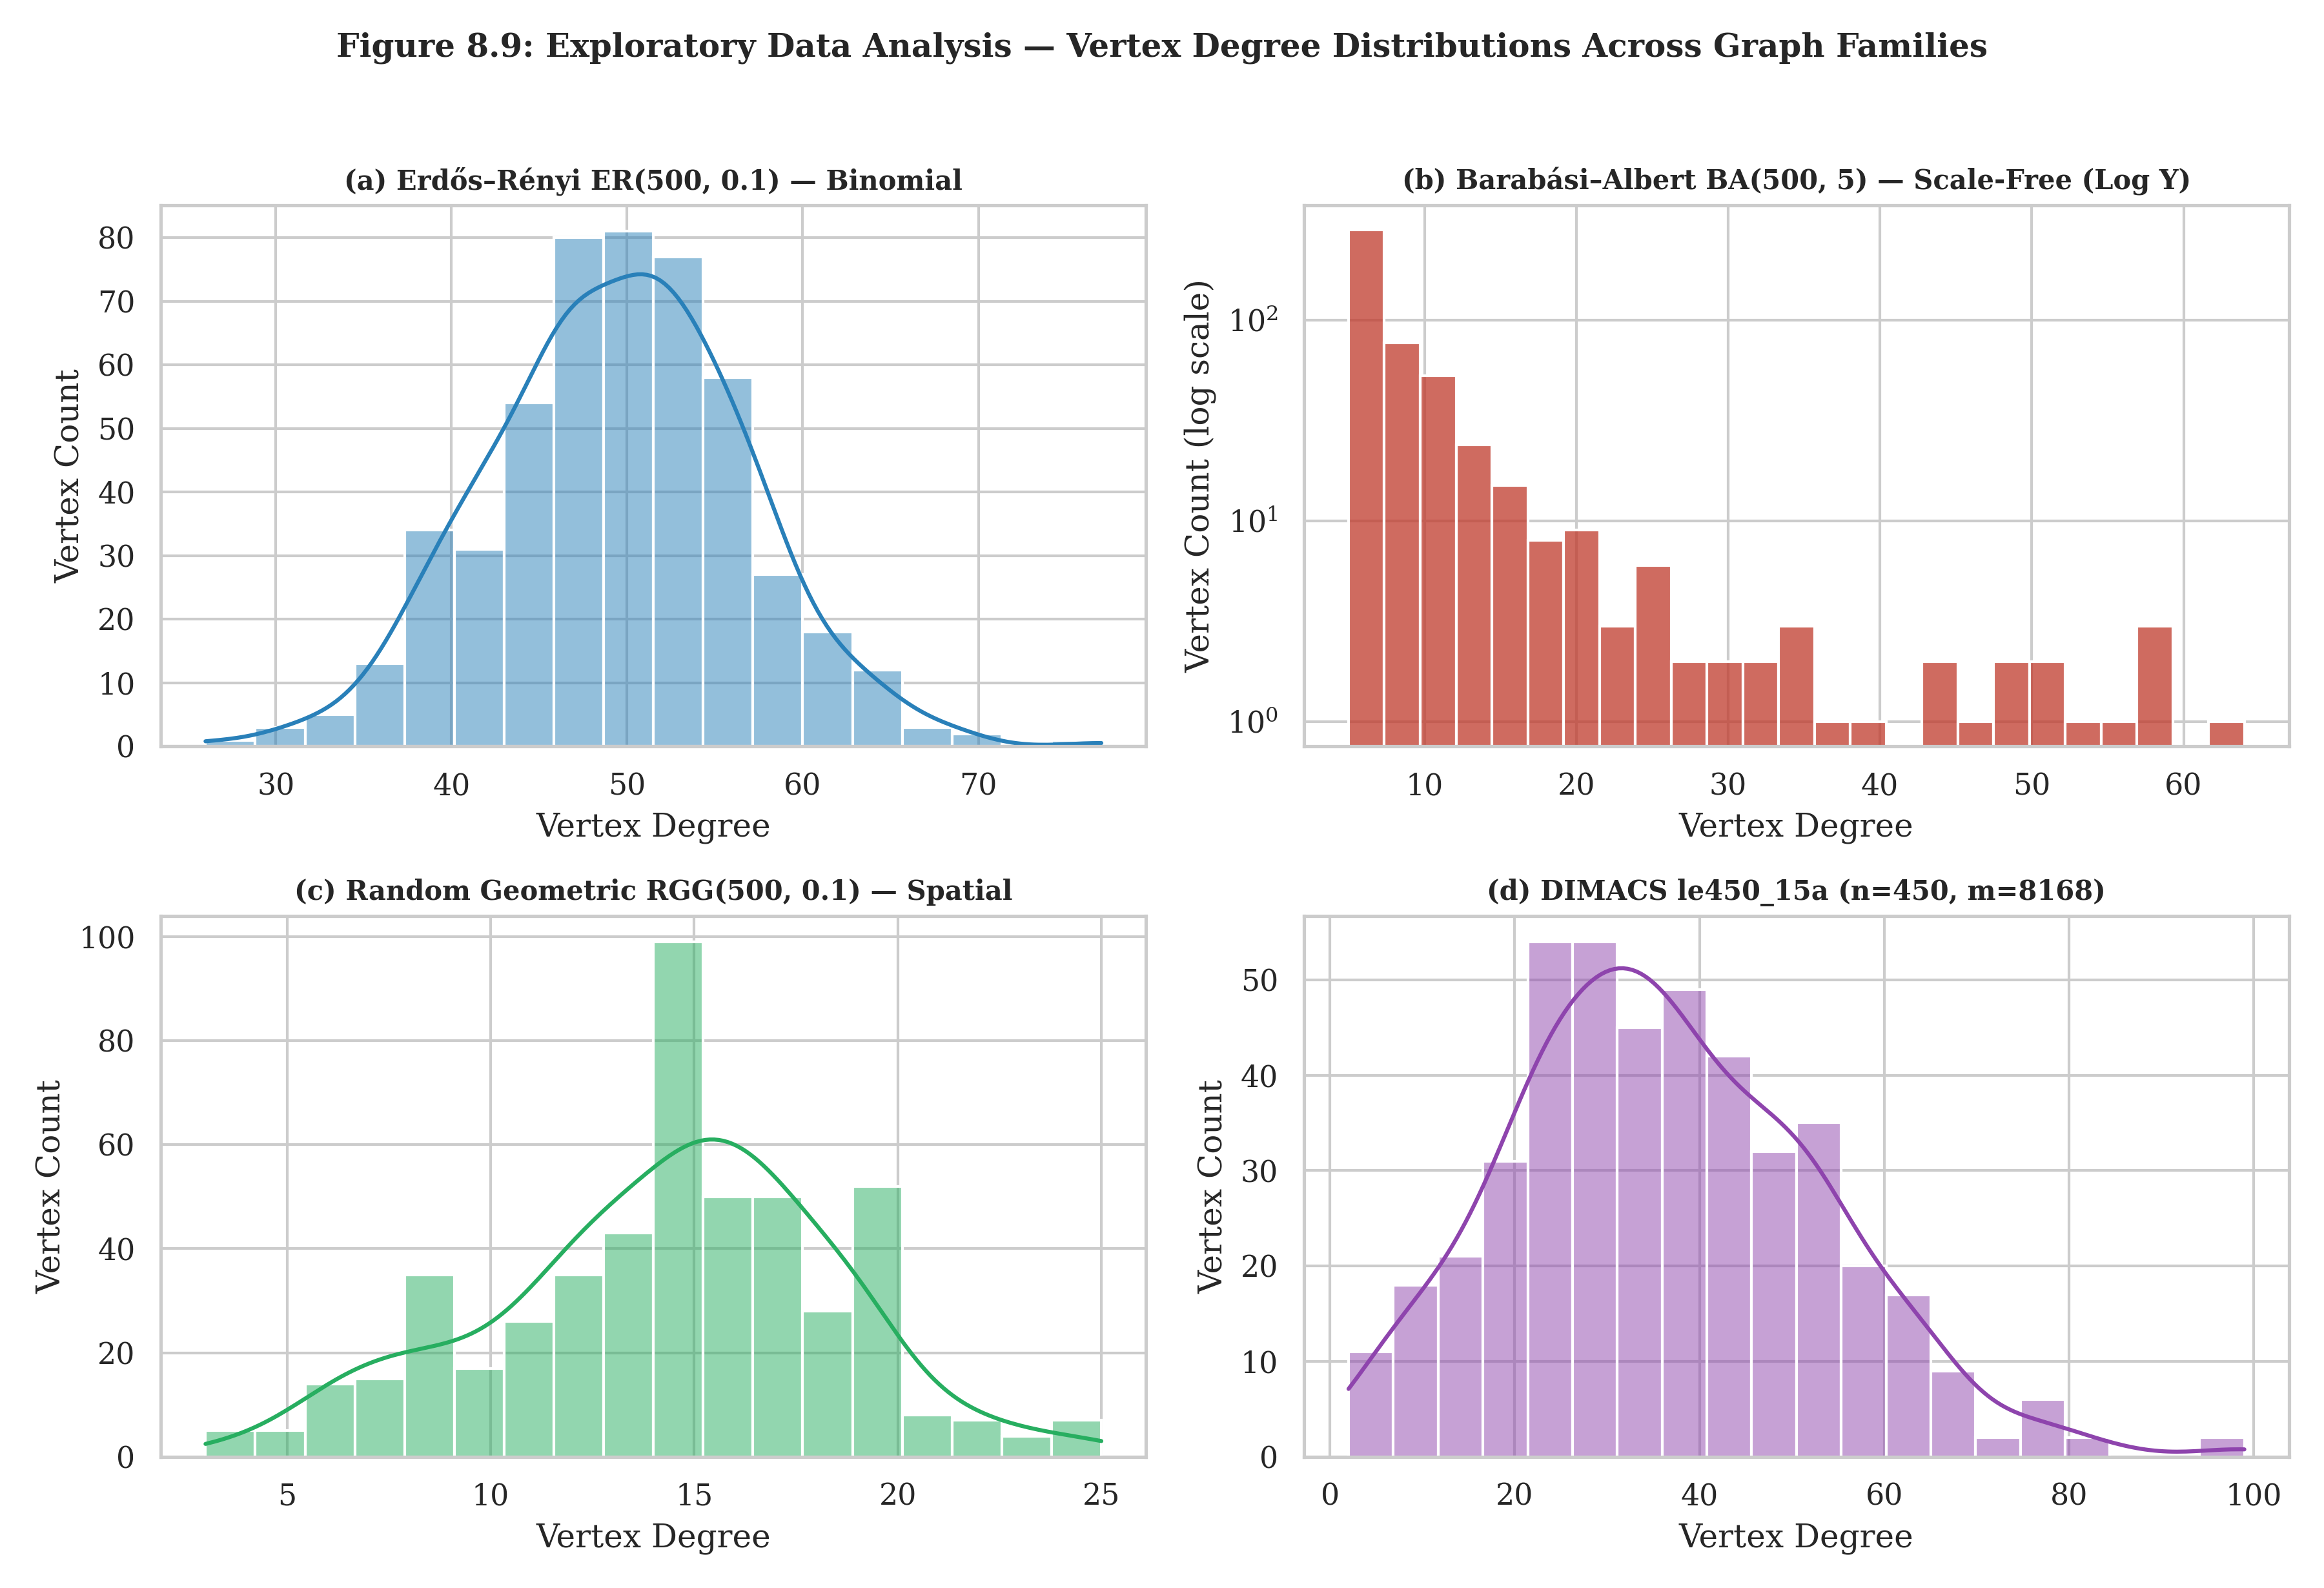 Figure 8.9: Exploratory Data Analysis — Vertex Degree Distributions Across Graph Families
(a) Erdős–Rényi ER(500, 0.1) — Binomial
Vertex Count
80
70
60
50
40
30
20
10
0
30 40 50 60 70
Vertex Degree
(b) Barabási–Albert BA(500, 5) — Scale-Free (Log Y)
Vertex Count (log scale)
10²
10¹
10⁰
10 20 30 40 50 60
Vertex Degree
(c) Random Geometric RGG(500, 0.1) — Spatial
Vertex Count
100
80
60
40
20
0
5 10 15 20 25
Vertex Degree
(d) DIMACS le450_15a (n=450, m=8168)
Vertex Count
50
40
30
20
10
0
0 20 40 60 80 100
Vertex Degree